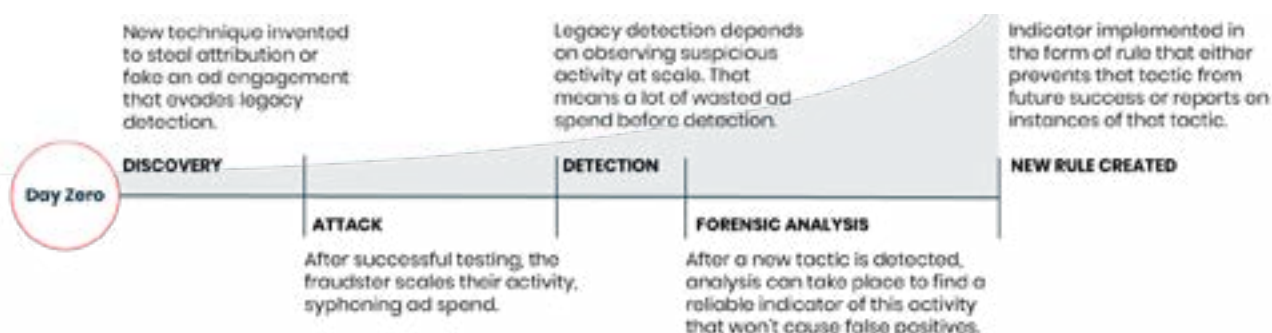 New technique invented
to steal attribution or
fake an ad engagement
that evades legacy
detection.
Legacy detection depends
on observing suspicious
activity at scale. That
means a lot of wasted ad
spend before detection.
Indicator implemented in
the form of rule that either
prevents that tactic from
future success or reports on
instances of that tactic.
Day Zero
DISCOVERY
DETECTION
NEW RULE CREATED
ATTACK
After successful testing, the
fraudster scales their activity,
syphoning ad spend.
FORENSIC ANALYSIS
After a new tactic is detected,
analysis can take place to find a
reliable indicator of this activity
that won't cause false positives.